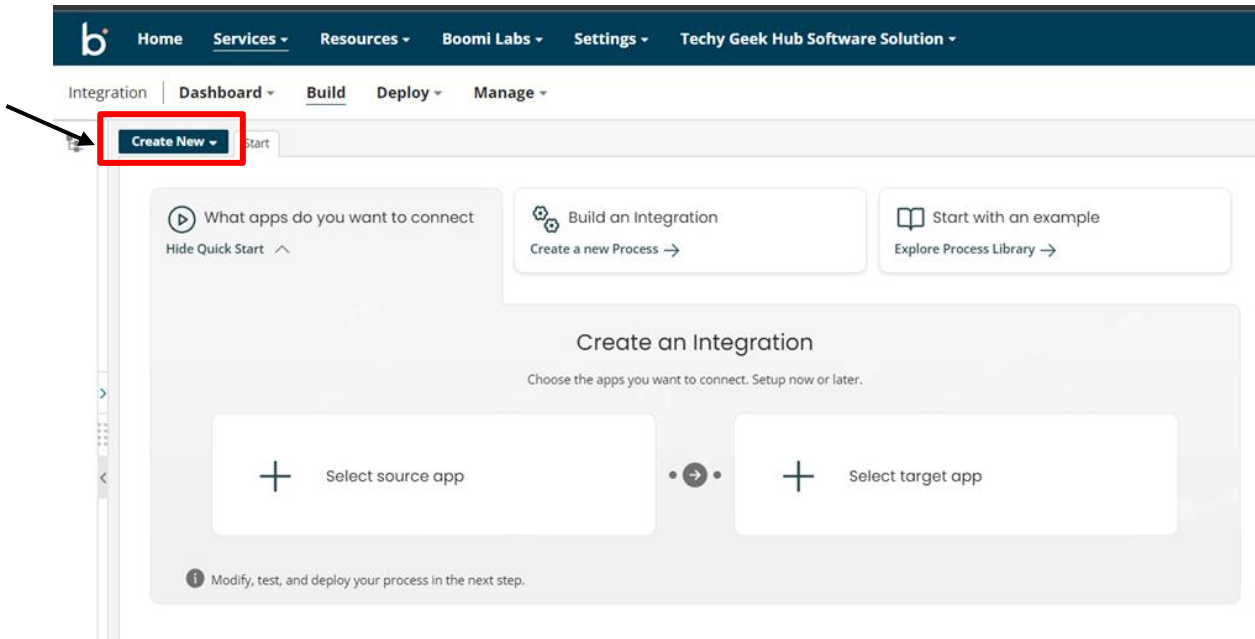 b Home Services Resources Boomi Labs Settings Techy Geek Hub Software Solution
Integration Dashboard Build Deploy Manage
Create New Start
What apps do you want to connect
Hide Quick Start
Build an Integration
Create a new Process
Start with an example
Explore Process Library
Create an Integration
Choose the apps you want to connect. Setup now or later.
Select source app Select target app
Modify, test, and deploy your process in the next step.